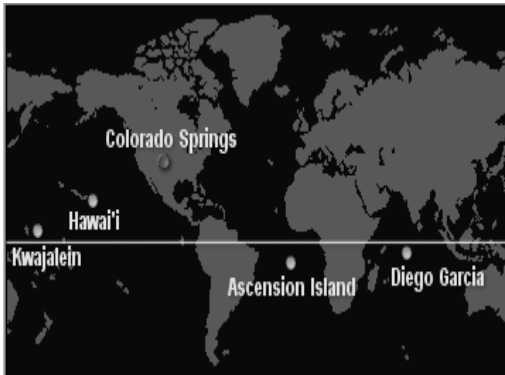 Colorado Springs
Hawai'i
Kwajalein
Ascension Island
Diego Garcia